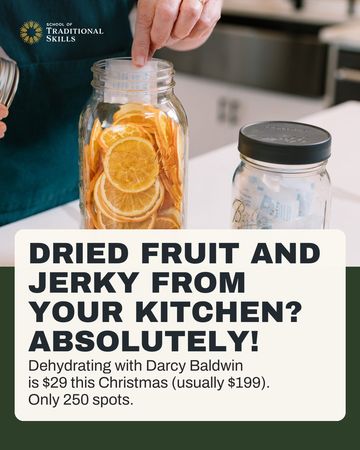 SCHOOL OF
TRADITIONAL
SKILLS
DRIED FRUIT AND
JERKY FROM
YOUR KITCHEN?
ABSOLUTELY!
Dehydrating with Darcy Baldwin
is $29 this Christmas (usually $199).
Only 250 spots.